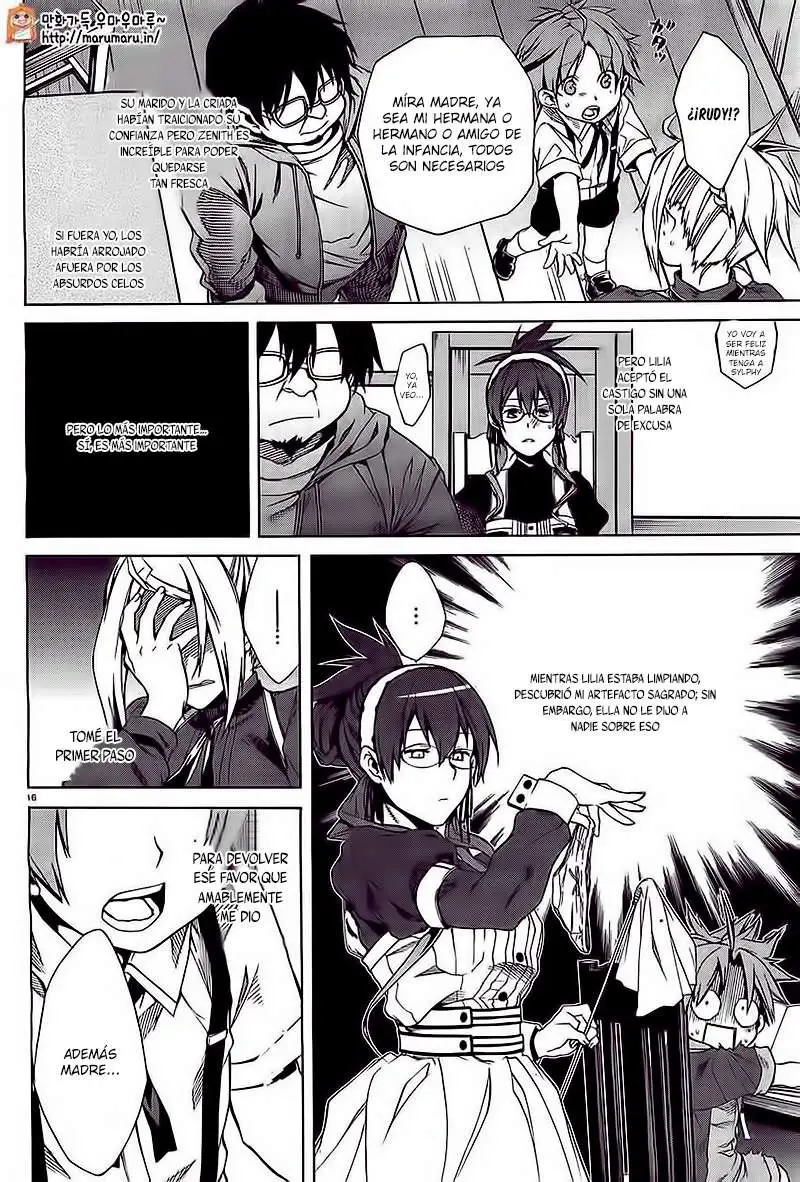 만화가득 오마우마루~
http://marumaru.in/
¿¡RUDY!?
MÍRA MADRE, YA
SEA MI HERMANA O
HERMANO O AMIGO DE
LA INFANCIA, TODOS
SON NECESARIOS
SU MARIDO Y LA CRIADA
HABÍAN TRAICIONADO SU
CONFIANZA PERO ZENITH ES
INCREÍBLE PARA PODER
QUEDARSE
TAN FRESCA
SI FUERA YO, LOS
HABRÍA ARROJADO
AFUERA POR LOS
ABSURDOS CELOS
YO VOY A
SER FELIZ
MIENTRAS
TENGA A
SYLPHY
PERO LILIA
ACEPTÓ EL
CASTIGO SIN UNA
SOLA PALABRA
DE EXCUSA
YO,
YA
VEO...
PERO LO MÁS IMPORTANTE...
SÍ, ES MÁS IMPORTANTE
MIENTRAS LILIA ESTABA LIMPIANDO,
DESCUBRIÓ MI ARTEFACTO SAGRADO; SIN
EMBARGO, ELLA NO LE DIJO A
NADIE SOBRE ESO
...
...
TOMÉ EL
PRIMER PASO
16
PARA DEVOLVER
ESE FAVOR QUE
AMABLEMENTE
ME DIO
ADEMÁS
MADRE...